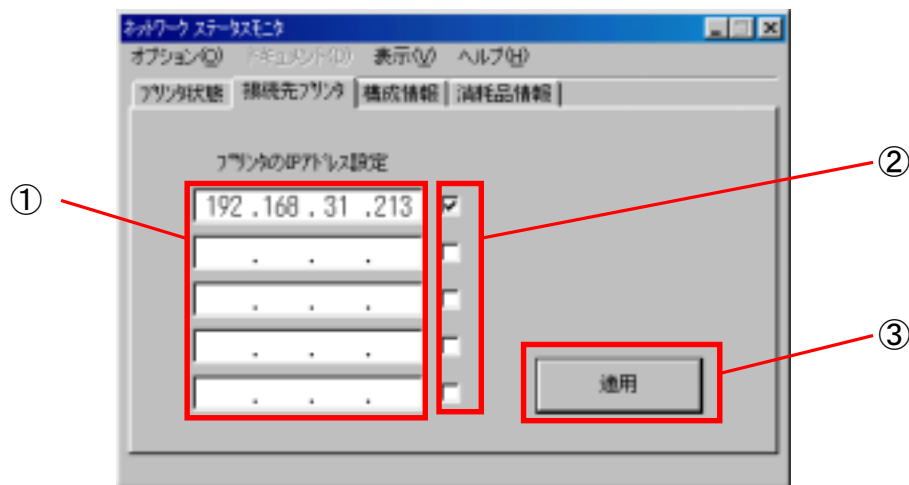 ネットワーク ステータスモニタ
オプション(O) ドキュメント(D) 表示(V) ヘルプ(H)
プリンタ状態 接続先プリンタ 構成情報 消耗品情報
プリンタのIPアドレス設定
②
①
192 .168 . 31 .213
. . .
. . .
③
. . .
適用
. . .